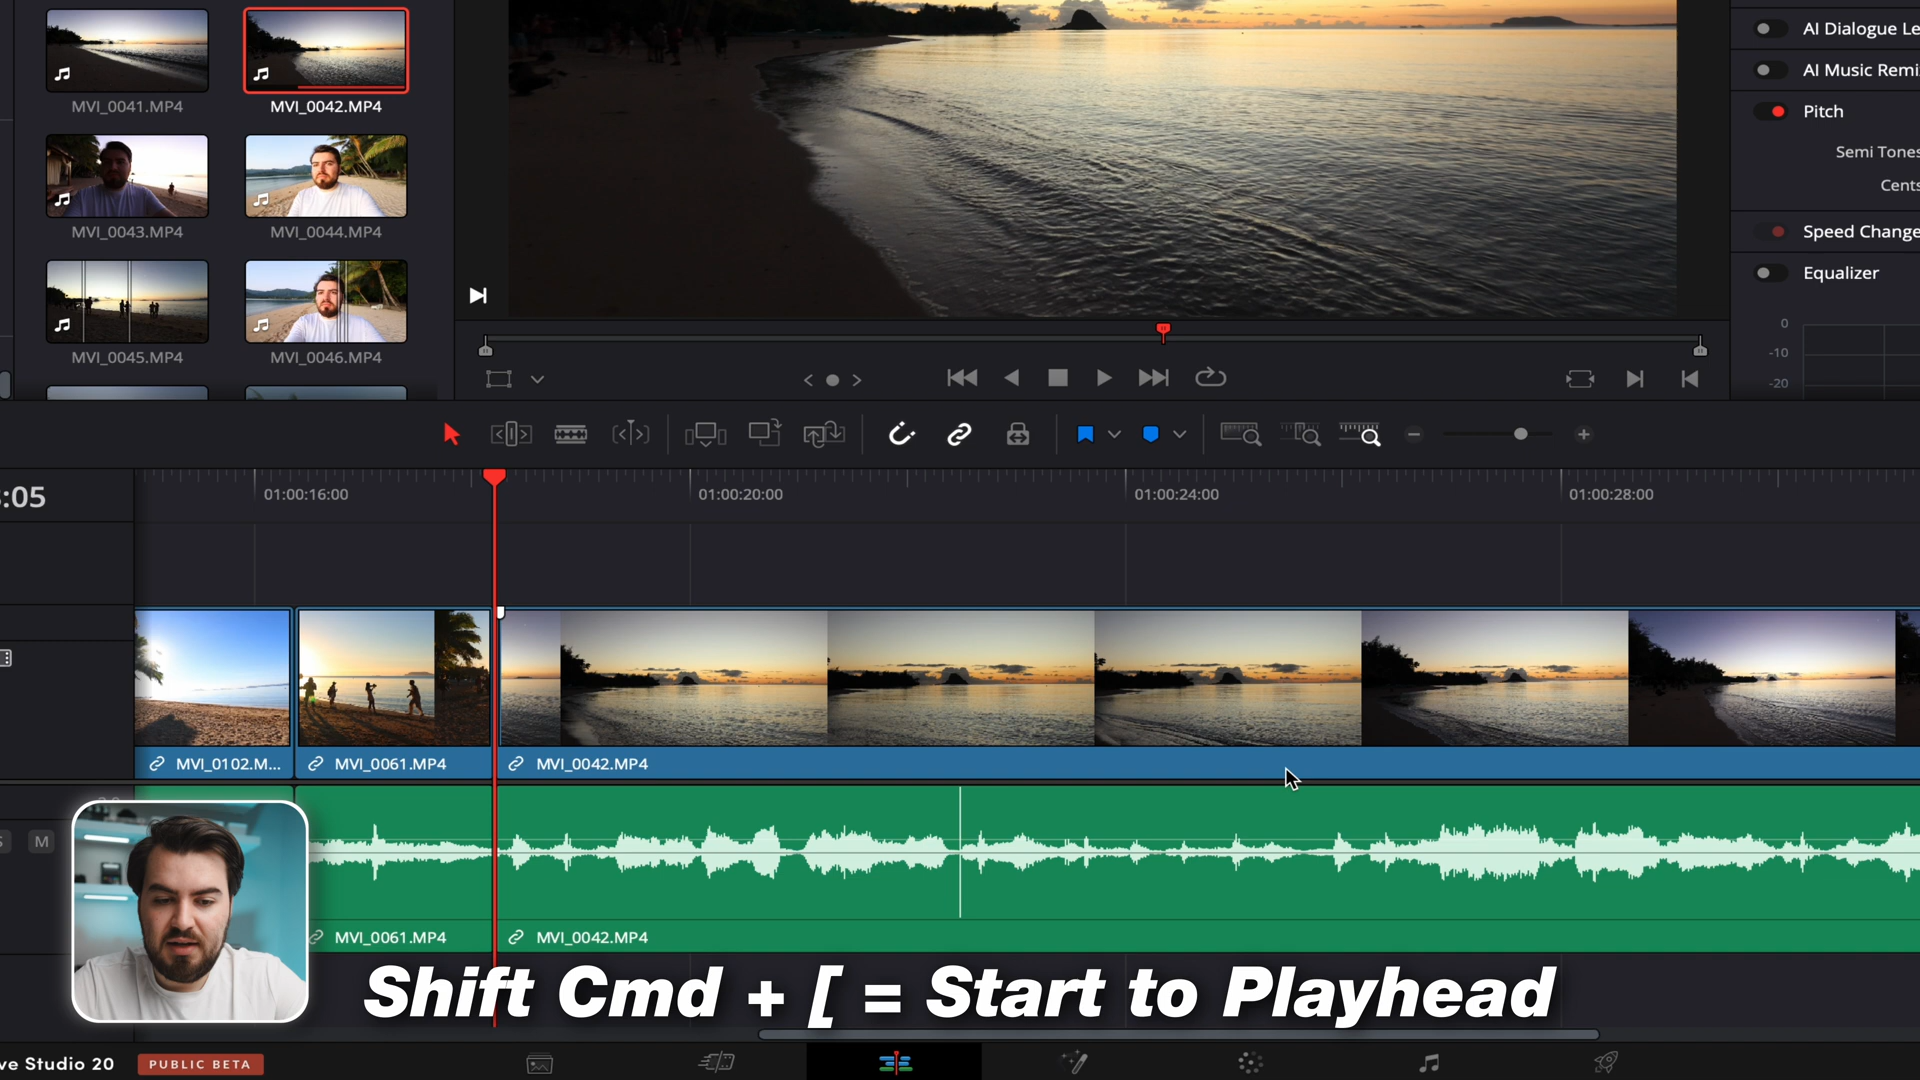 MVI_0041.MP4
MVI_0042.MP4
MVI_0043.MP4
MVI_0044.MP4
MVI_0045.MP4
MVI_0046.MP4
AI Dialogue Le
AI Music Remi
Pitch
Semi Tones
Cents
Speed Change
Equalizer
0
-10
-20
:05
01:00:16:00
01:00:20:00
01:00:24:00
01:00:28:00
MVI_0102.M...
MVI_0061.MP4
MVI_0042.MP4
M
MVI_0061.MP4
MVI_0042.MP4
Shift Cmd + [ = Start to Playhead
ve Studio 20
PUBLIC BETA